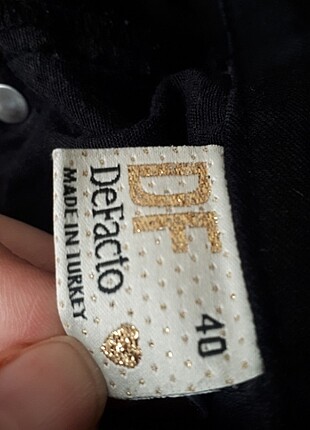 DF
DeFacto
MADE IN TURKEY
40